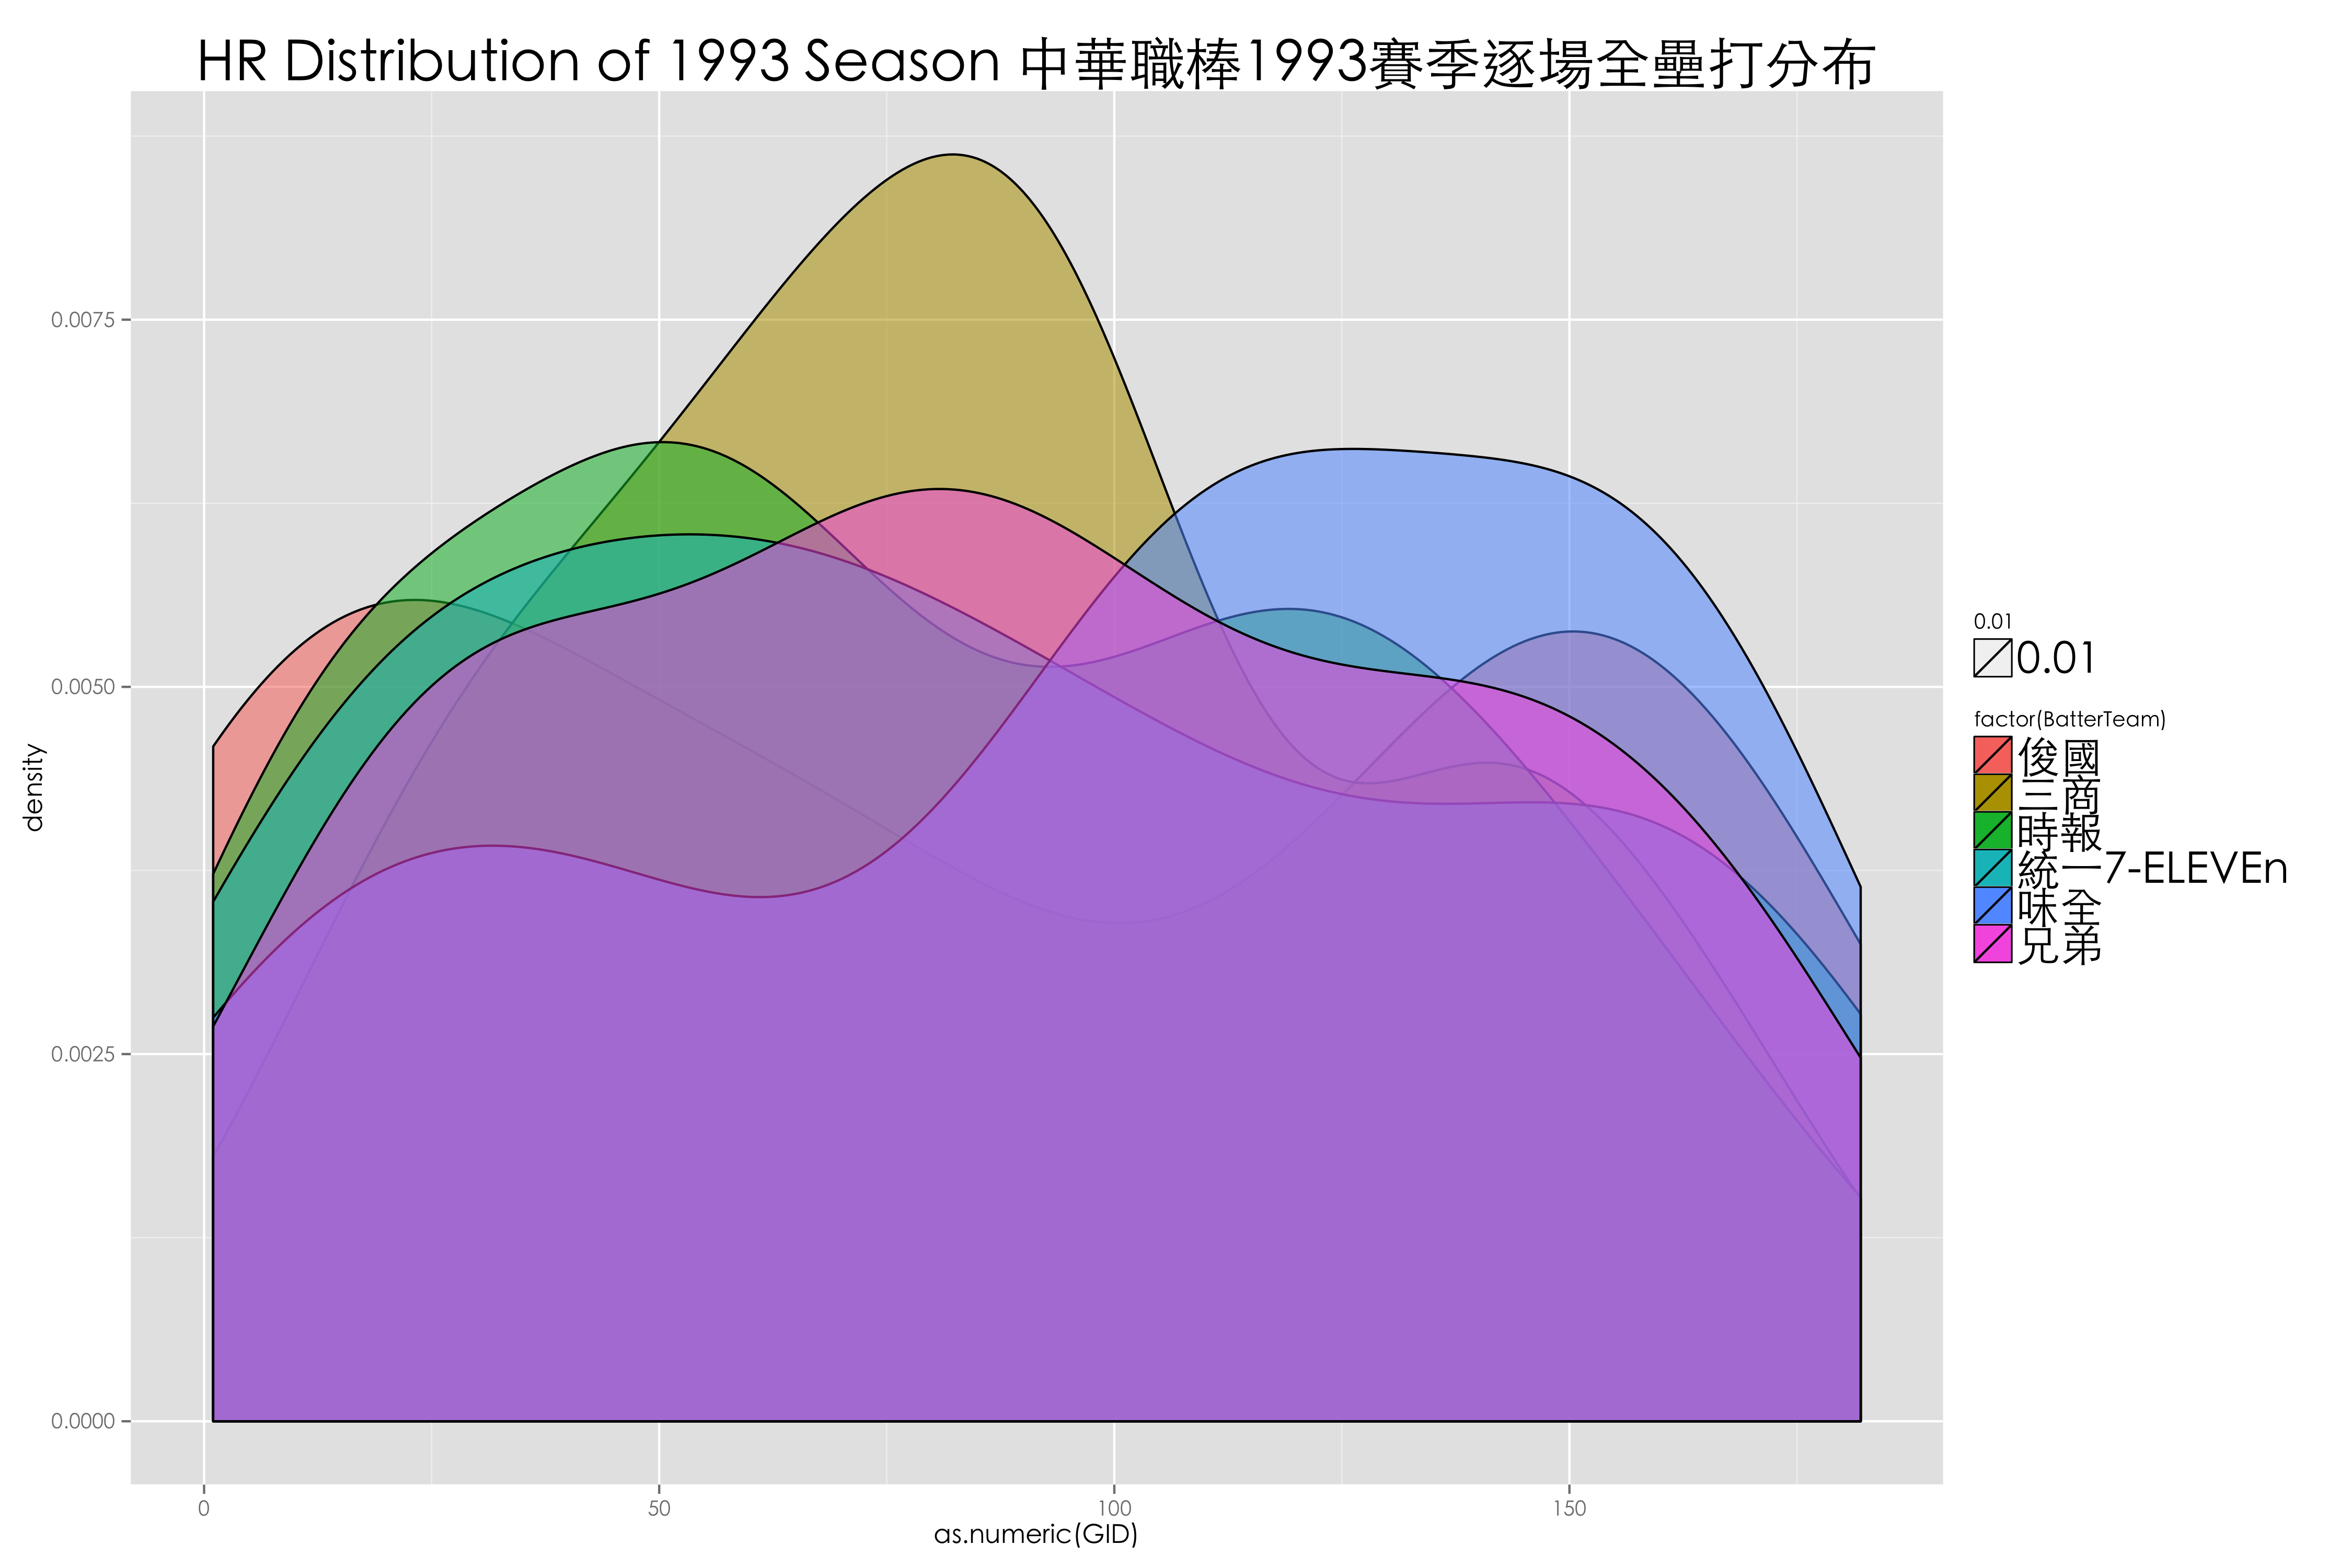 HR Distribution of 1993 Season 中華職棒1993賽季逐場全壘打分布
density
0.0075
0.0050
0.0025
0.0000
0
50
100
150
as.numeric(GID)
0.01
0.01
factor(BatterTeam)
俊國
三商
時報
統一7-ELEVEn
味全
兄弟